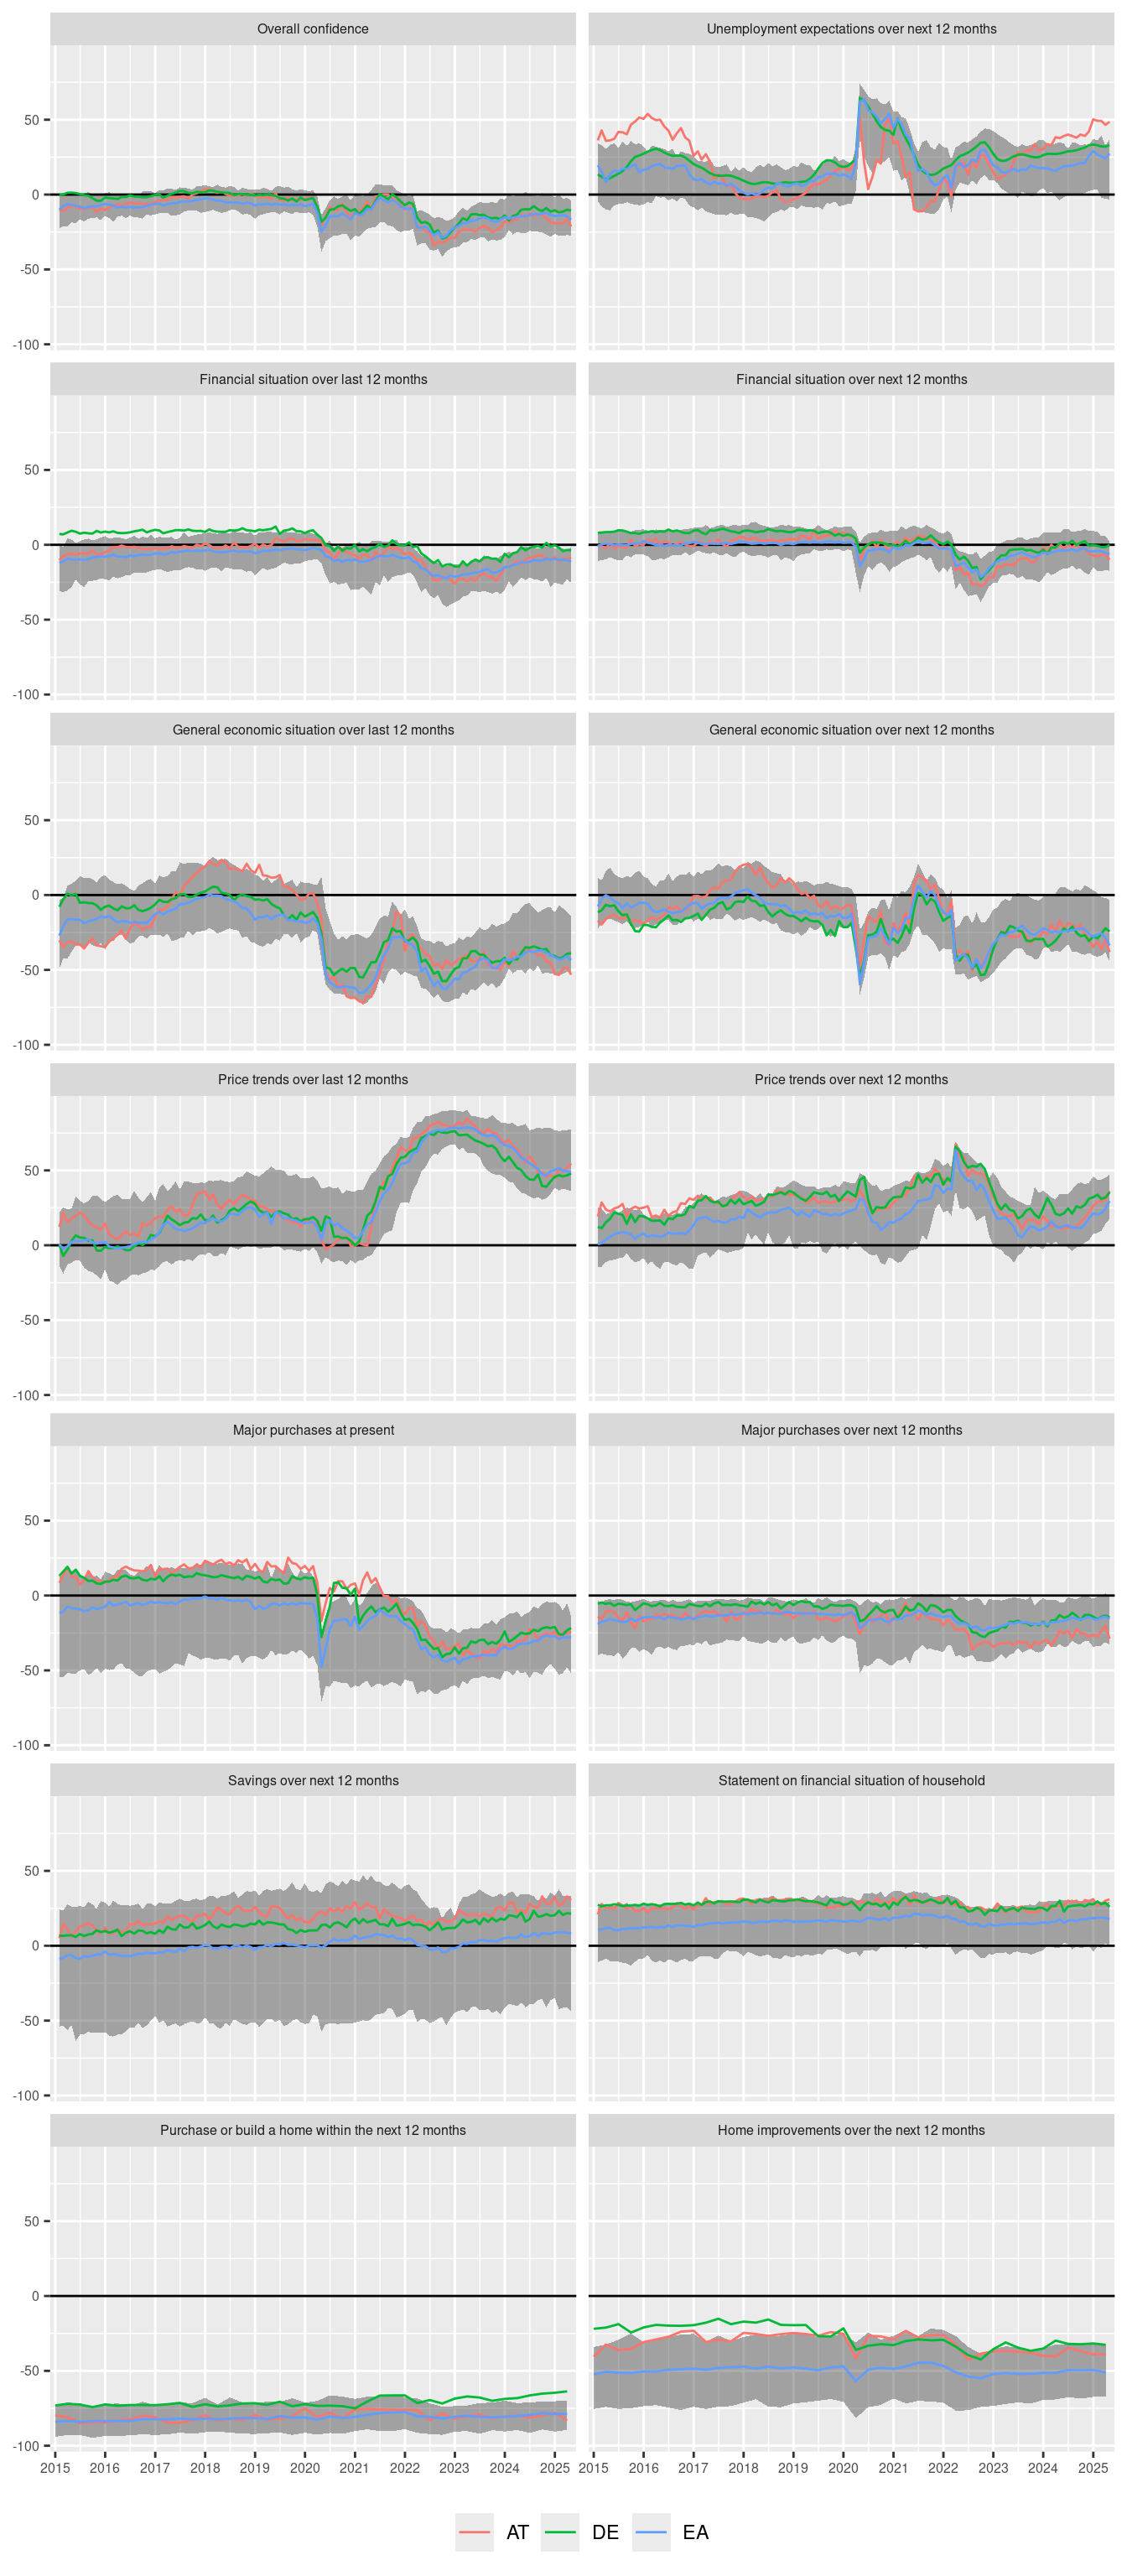 Overall confidence
Unemployment expectations over next 12 months
50
0
-50
-100
Financial situation over last 12 months
Financial situation over next 12 months
50
0
-50
-100
General economic situation over last 12 months
General economic situation over next 12 months
50
0
-50
-100
Price trends over last 12 months
Price trends over next 12 months
50
0
-50
-100
Major purchases at present
Major purchases over next 12 months
50
0
-50
-100
Savings over next 12 months
Statement on financial situation of household
50
0
-50
-100
Purchase or build a home within the next 12 months
Home improvements over the next 12 months
50
0
-50
-100
2015 2016 2017 2018 2019 2020 2021 2022 2023 2024 2025
2015 2016 2017 2018 2019 2020 2021 2022 2023 2024 2025
AT DE EA